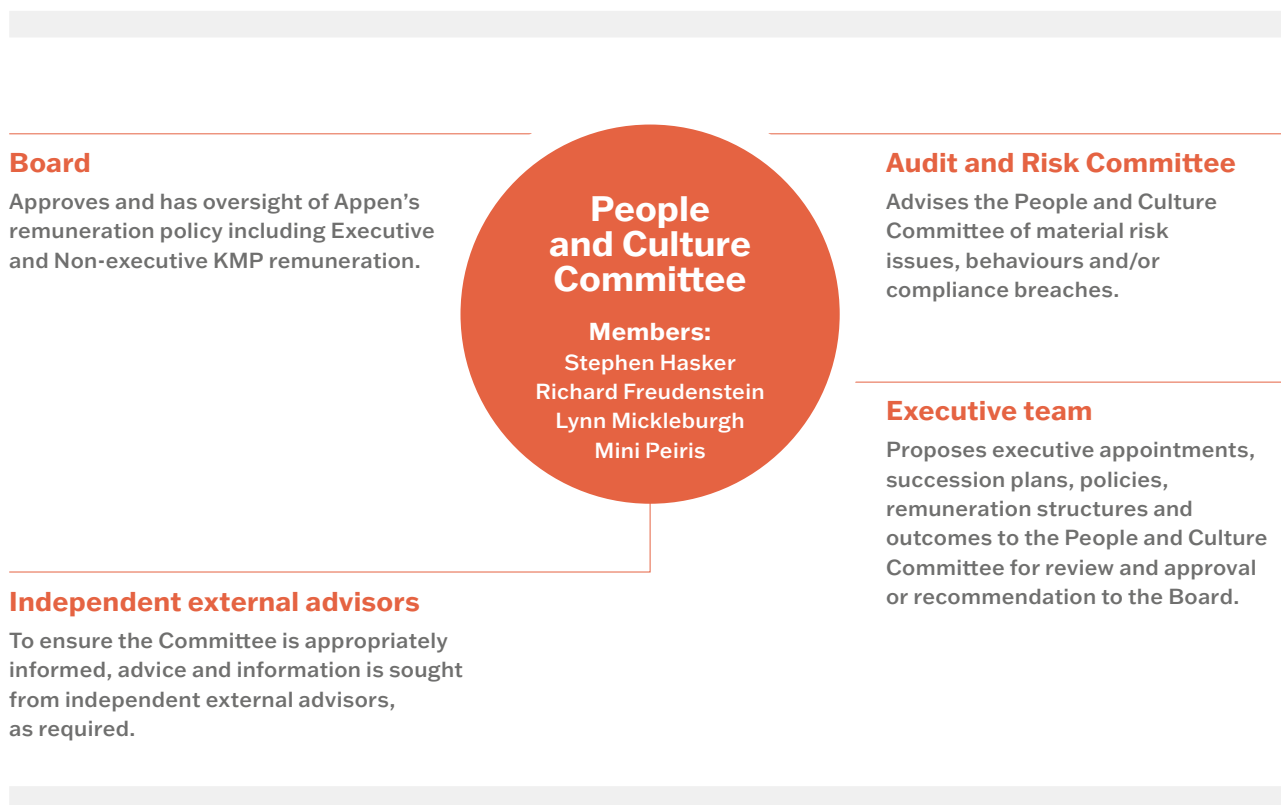 Board
Approves and has oversight of Appen’s
remuneration policy including Executive
and Non-executive KMP remuneration.
People
and Culture
Committee
Members:
Stephen Hasker
Richard Freudenstein
Lynn Mickleburgh
Mini Peiris
Audit and Risk Committee
Advises the People and Culture
Committee of material risk
issues, behaviours and/or
compliance breaches.
Executive team
Proposes executive appointments,
succession plans, policies,
remuneration structures and
outcomes to the People and Culture
Committee for review and approval
or recommendation to the Board.
Independent external advisors
To ensure the Committee is appropriately
informed, advice and information is sought
from independent external advisors,
as required.